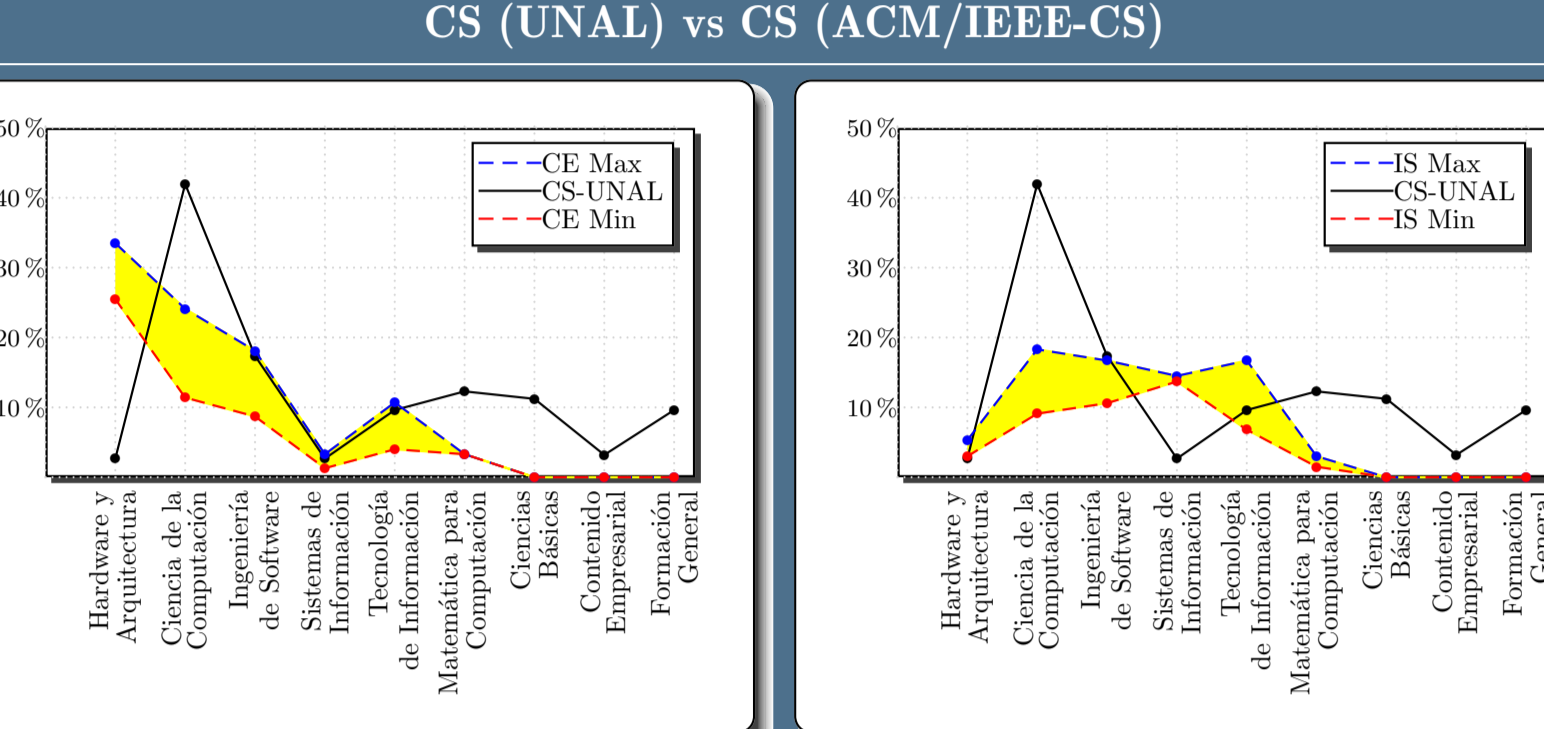 CS (UNAL) vs CS (ACM/IEEE-CS)
50 %
40 %
30 %
20 %
10 %
CE Max
CS-UNAL
CE Min
Hardware y
Arquitectura
Ciencia de la
Computación
Ingeniería
de Software
Sistemas de
Información
Tecnología
de Información
Matemática para
Computación
Ciencias
Básicas
Contenido
Empresarial
Formación
General
50 %
40 %
30 %
20 %
10 %
IS Max
CS-UNAL
IS Min
Hardware y
Arquitectura
Ciencia de la
Computación
Ingeniería
de Software
Sistemas de
Información
Tecnología
de Información
Matemática para
Computación
Ciencias
Básicas
Contenido
Empresarial
Formación
General